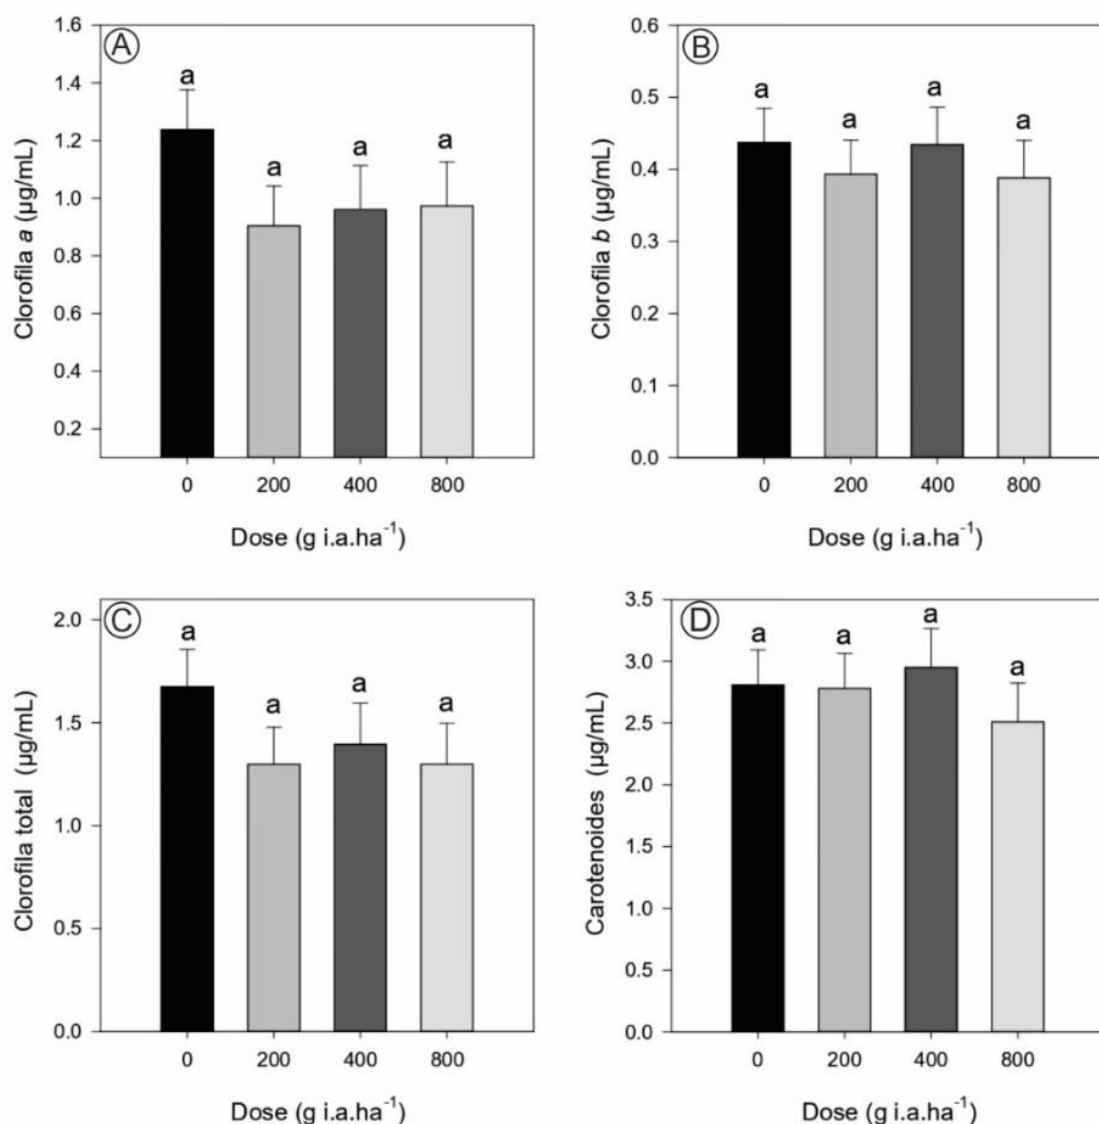 A
a
a
a
a
Clorofila a (µg/mL)
1.6
1.4
1.2
1.0
0.8
0.6
0.4
0.2
0 200 400 800
Dose (g i.a.ha⁻¹)
B
a
a
a
a
Clorofila b (µg/mL)
0.6
0.5
0.4
0.3
0.2
0.1
0.0
0 200 400 800
Dose (g i.a.ha⁻¹)
C
a
a
a
a
Clorofila total (µg/mL)
2.0
1.5
1.0
0.5
0.0
0 200 400 800
Dose (g i.a.ha⁻¹)
D
a
a
a
a
Carotenoides (µg/mL)
3.5
3.0
2.5
2.0
1.5
1.0
0.5
0.0
0 200 400 800
Dose (g i.a.ha⁻¹)